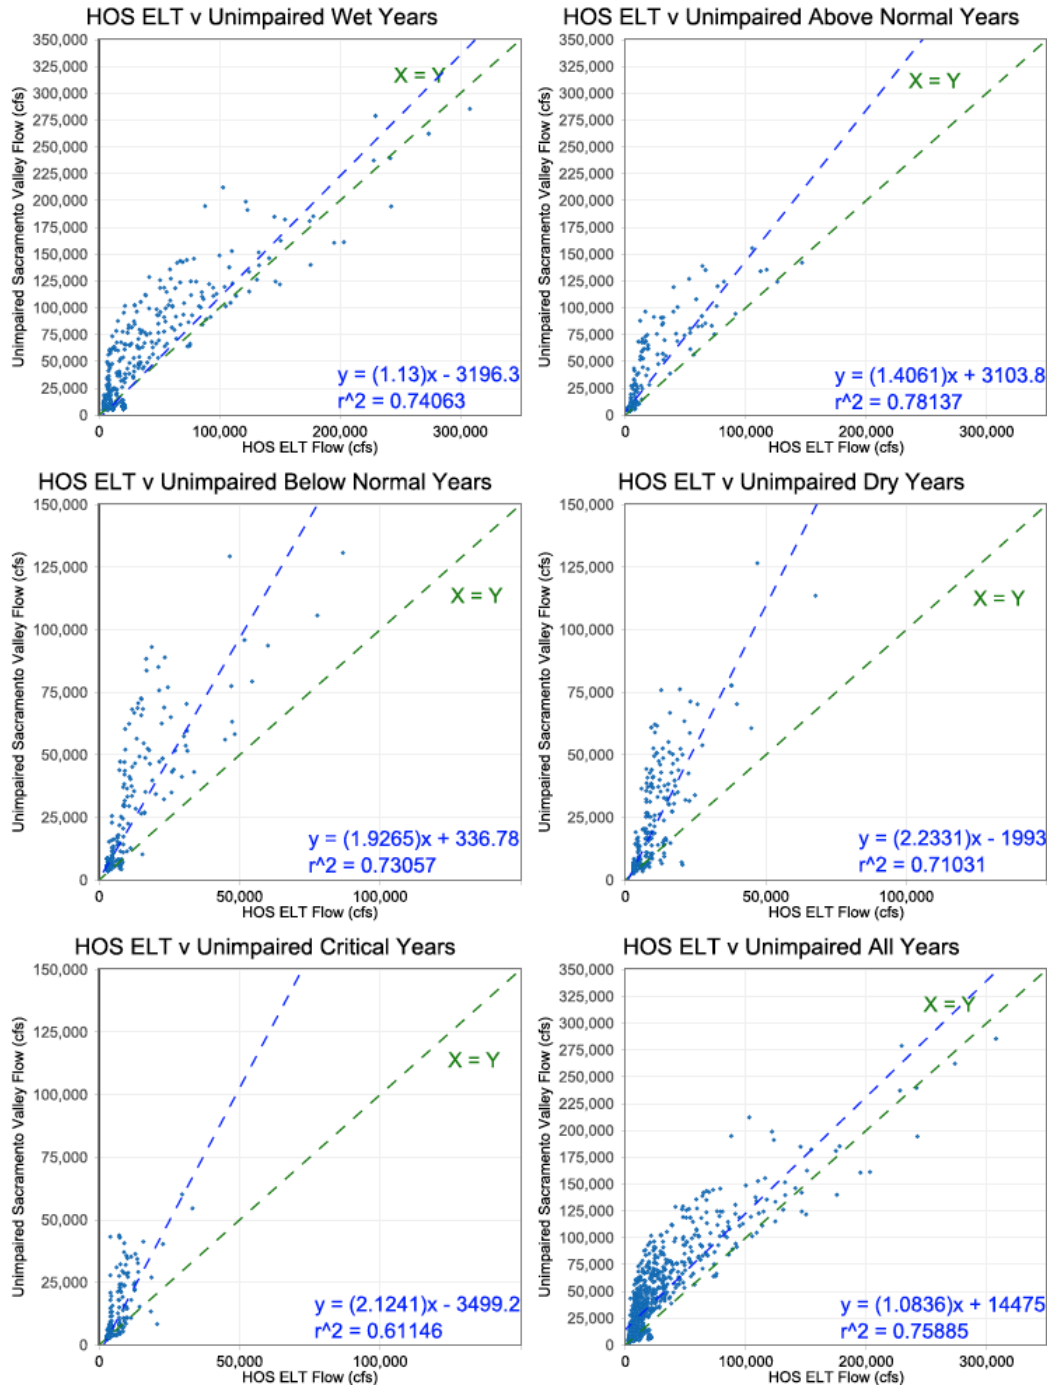 HOS ELT v Unimpaired Wet Years
Unimpaired Sacramento Valley Flow (cfs)
350,000
325,000
300,000
275,000
250,000
225,000
200,000
175,000
150,000
125,000
100,000
75,000
50,000
25,000
0
X = Y
y = (1.13)x - 3196.3
r^2 = 0.74063
0 100,000 200,000 300,000
HOS ELT Flow (cfs)
HOS ELT v Unimpaired Above Normal Years
Unimpaired Sacramento Valley Flow (cfs)
350,000
325,000
300,000
275,000
250,000
225,000
200,000
175,000
150,000
125,000
100,000
75,000
50,000
25,000
0
X = Y
y = (1.4061)x + 3103.8
r^2 = 0.78137
0 100,000 200,000 300,000
HOS ELT Flow (cfs)
HOS ELT v Unimpaired Below Normal Years
Unimpaired Sacramento Valley Flow (cfs)
150,000
125,000
100,000
75,000
50,000
25,000
0
X = Y
y = (1.9265)x + 336.78
r^2 = 0.73057
0 50,000 100,000
HOS ELT Flow (cfs)
HOS ELT v Unimpaired Dry Years
Unimpaired Sacramento Valley Flow (cfs)
150,000
125,000
100,000
75,000
50,000
25,000
0
X = Y
y = (2.2331)x - 1993
r^2 = 0.71031
0 50,000 100,000
HOS ELT Flow (cfs)
HOS ELT v Unimpaired Critical Years
Unimpaired Sacramento Valley Flow (cfs)
150,000
125,000
100,000
75,000
50,000
25,000
0
X = Y
y = (2.1241)x - 3499.2
r^2 = 0.61146
0 50,000 100,000
HOS ELT Flow (cfs)
HOS ELT v Unimpaired All Years
Unimpaired Sacramento Valley Flow (cfs)
350,000
325,000
300,000
275,000
250,000
225,000
200,000
175,000
150,000
125,000
100,000
75,000
50,000
25,000
0
X = Y
y = (1.0836)x + 14475
r^2 = 0.75885
0 100,000 200,000 300,000
HOS ELT Flow (cfs)